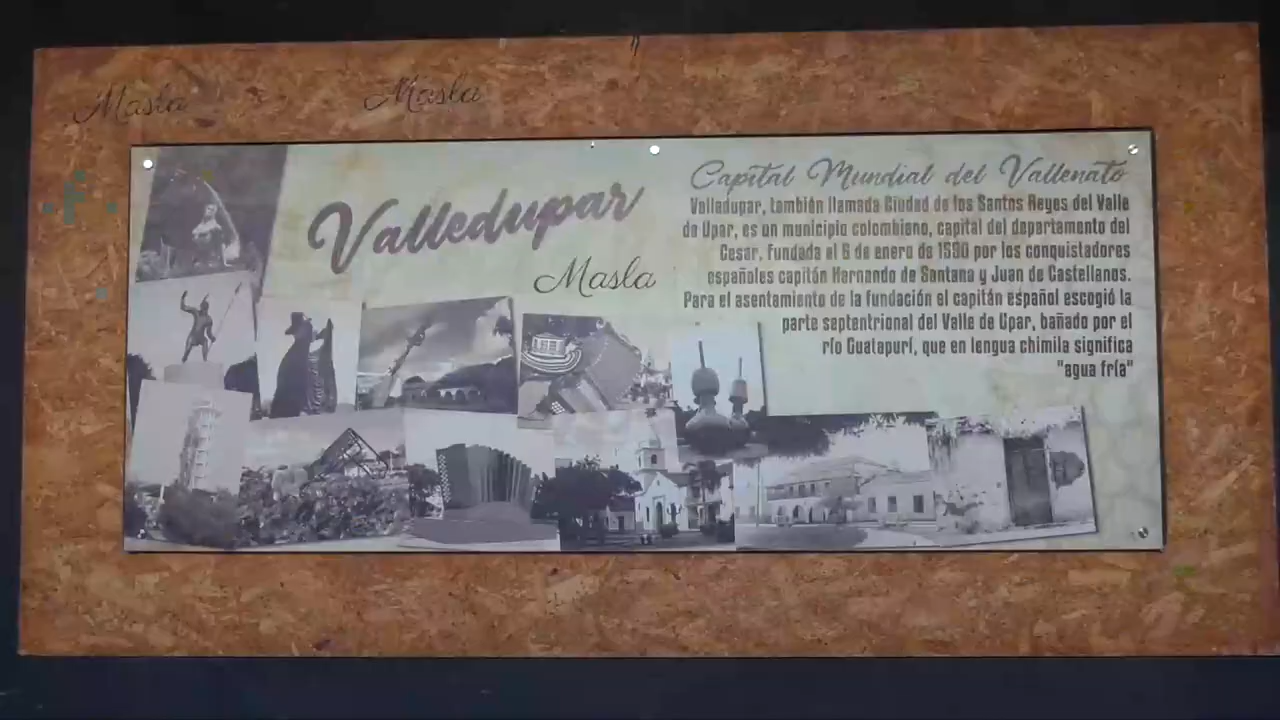 Masla
Masla
Valledupar
Masla
Capital Mundial del Vallenato
Valledupar, también llamada Ciudad de los Santos Reyes del Valle
de Upar, es un municipio colombiano, capital del departamento del
Cesar. Fundada el 6 de enero de 1550 por los conquistadores
españoles capitán Hernando de Santana y Juan de Castellanos.
Para el asentamiento de la fundación el capitán español escogió la
parte septentrional del Valle de Upar, bañado por el
río Guatapurí, que en lengua chimila significa
"agua fría"